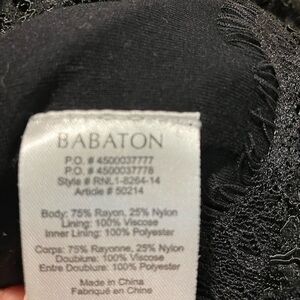 BABATON
P.O. # 4500037777
P.O. # 4500037778
Style # RNL1-8264-14
Article # 50214
Body: 75% Rayon, 25% Nylon
Lining: 100% Viscose
Inner Lining: 100% Polyester
Corps: 75% Rayonne, 25% Nylon
Doublure: 100% Viscose
Entre Doublure: 100% Polyester
Made in China
Fabriqué en Chine